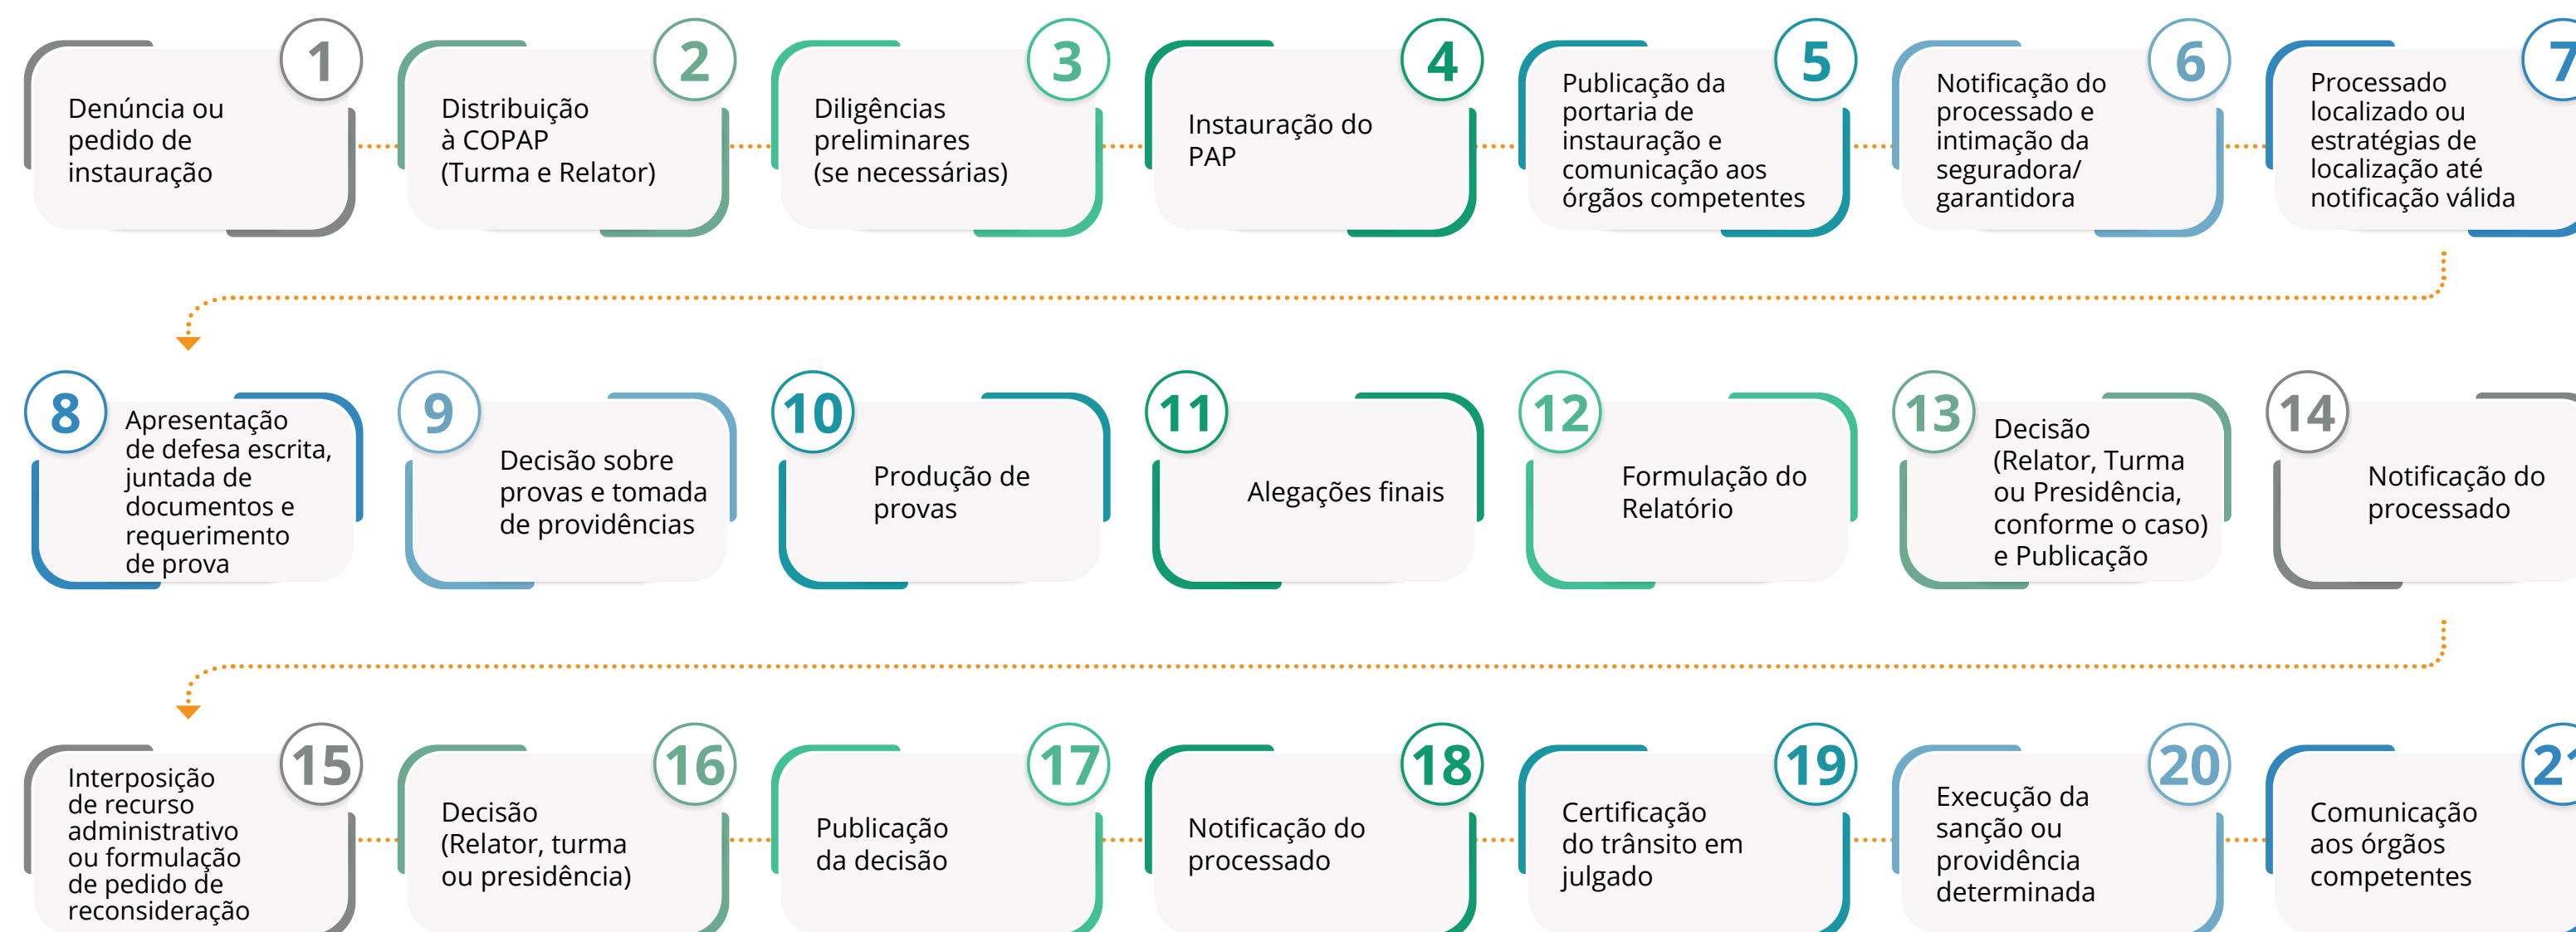 1
Denúncia ou
pedido de
instauração
2
Distribuição
à COPAP
(Turma e Relator)
3
Diligências
preliminares
(se necessárias)
4
Instauração do
PAP
5
Publicação da
portaria de
instauração e
comunicação aos
órgãos competentes
6
Notificação do
processado e
intimação da
seguradora/
garantidora
7
Processado
localizado ou
estratégias de
localização até
notificação válida
8
Apresentação
de defesa escrita,
juntada de
documentos e
requerimento
de prova
9
Decisão sobre
provas e tomada
de providências
10
Produção de
provas
11
Alegações finais
12
Formulação do
Relatório
13
Decisão
(Relator, Turma
ou Presidência,
conforme o caso)
e Publicação
14
Notificação do
processado
15
Interposição
de recurso
administrativo
ou formulação
de pedido de
reconsideração
16
Decisão
(Relator, turma
ou presidência)
17
Publicação
da decisão
18
Notificação do
processado
19
Certificação
do trânsito em
julgado
20
Execução da
sanção ou
providência
determinada
21
Comunicação
aos órgãos
competentes